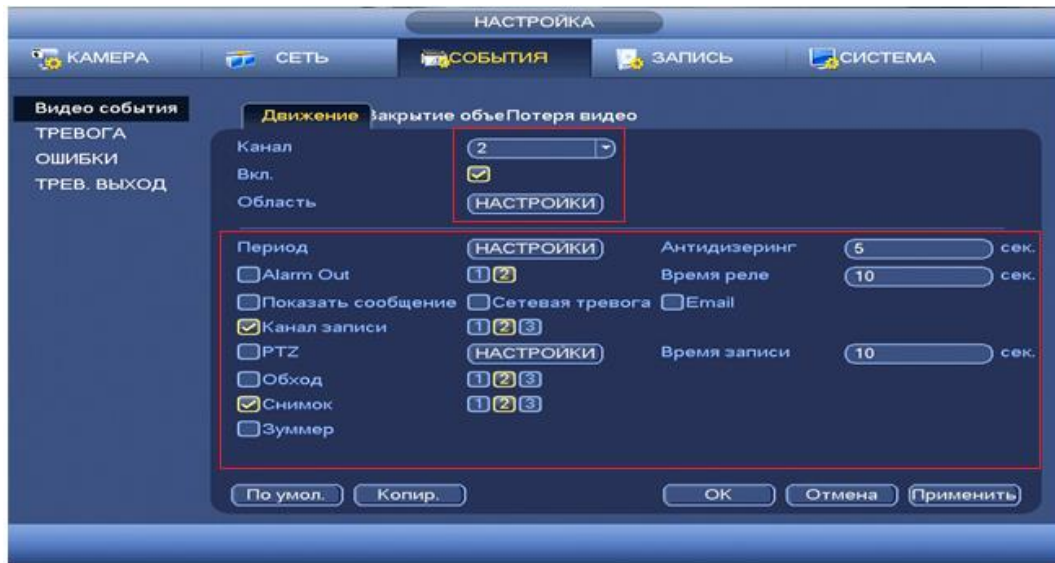 НАСТРОЙКА
КАМЕРА СЕТЬ СОБЫТИЯ ЗАПИСЬ СИСТЕМА
Видео события
ТРЕВОГА
ОШИБКИ
ТРЕВ. ВЫХОД
Движение Закрытие объе Потеря видео
Канал 2
Вкл.
Область НАСТРОЙКИ
Период НАСТРОЙКИ Антидизеринг 5 сек.
Alarm Out 1 2 Время реле 10 сек.
Показать сообщение Сетевая тревога Email
Канал записи 1 2 3
PTZ НАСТРОЙКИ Время записи 10 сек.
Обход 1 2 3
Снимок 1 2 3
Зуммер
По умол. Копир. ОК Отмена Применить